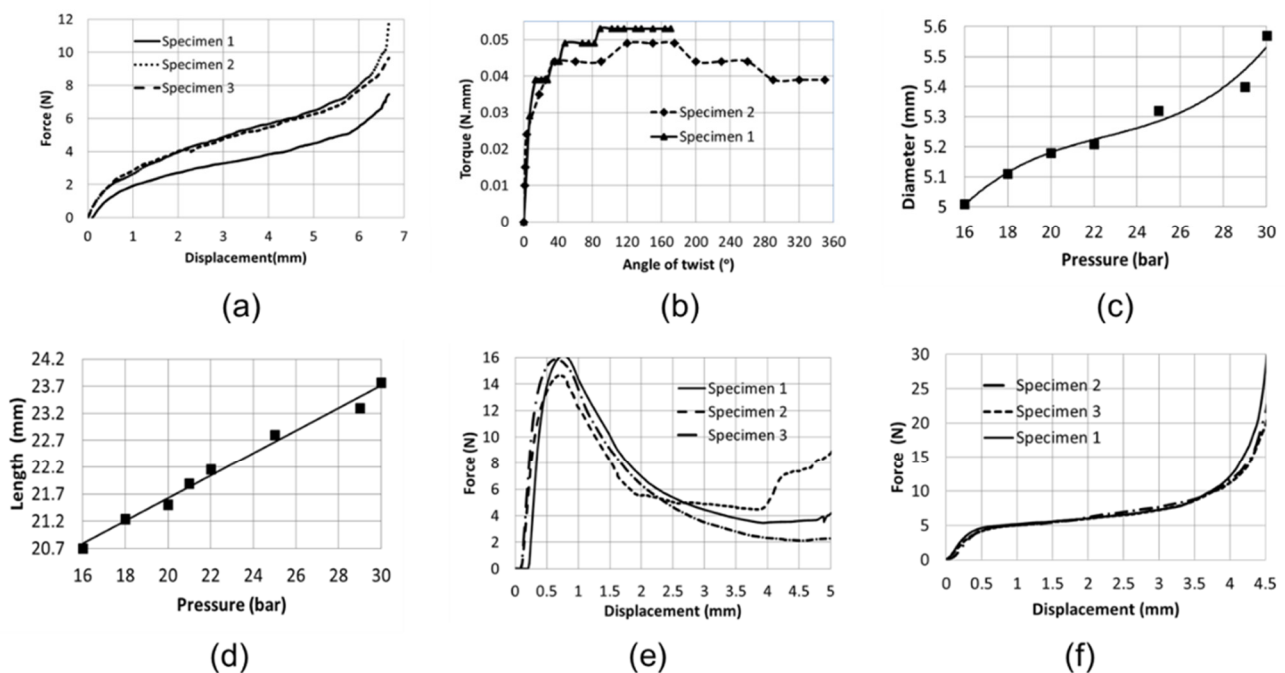 12
10
8
6
4
2
0
Force (N)
Specimen 1
Specimen 2
Specimen 3
0 1 2 3 4 5 6 7
Displacement(mm)
(a)
0.05
0.04
0.03
0.02
0.01
0
Torque (N.mm)
Specimen 2
Specimen 1
0 40 80 120 160 200 240 280 320 360
Angle of twist (º)
(b)
5.6
5.5
5.4
5.3
5.2
5.1
5
Diameter (mm)
16 18 20 22 24 26 28 30
Pressure (bar)
(c)
24.2
23.7
23.2
22.7
22.2
21.7
21.2
20.7
Length (mm)
16 18 20 22 24 26 28 30
Pressure (bar)
(d)
16
14
12
10
8
6
4
2
0
Force (N)
Specimen 1
Specimen 2
Specimen 3
0 0.5 1 1.5 2 2.5 3 3.5 4 4.5 5
Displacement (mm)
(e)
30
25
20
15
10
5
0
Force (N)
Specimen 2
Specimen 3
Specimen 1
0 0.5 1 1.5 2 2.5 3 3.5 4 4.5
Displacement (mm)
(f)